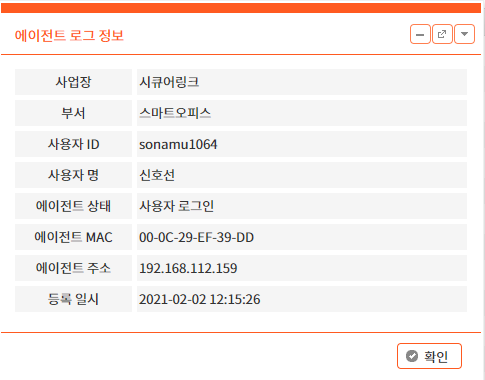 에이전트 로그 정보
사업장 시큐어링크
부서 스마트오피스
사용자 ID sonamu1064
사용자 명 신호선
에이전트 상태 사용자 로그인
에이전트 MAC 00-0C-29-EF-39-DD
에이전트 주소 192.168.112.159
등록 일시 2021-02-02 12:15:26
확인